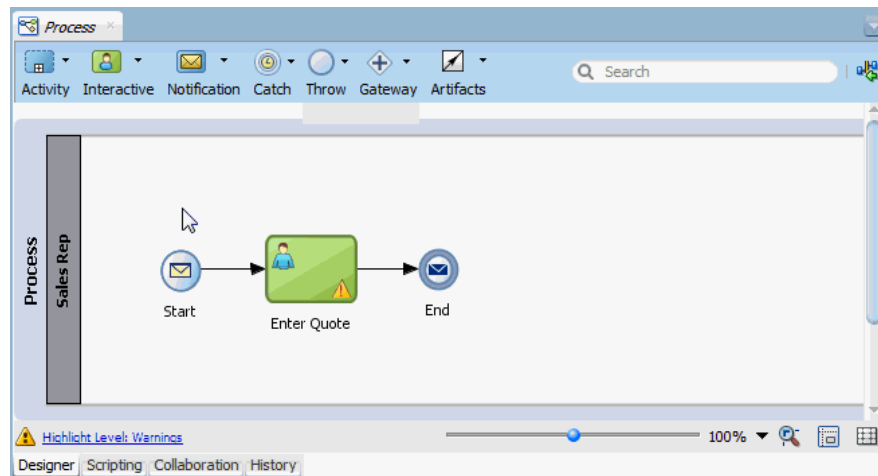 Process
Activity Interactive Notification Catch Throw Gateway Artifacts
Search
Process
Sales Rep
Start
Enter Quote
End
Highlight Level: Warnings
100%
Designer Scripting Collaboration History